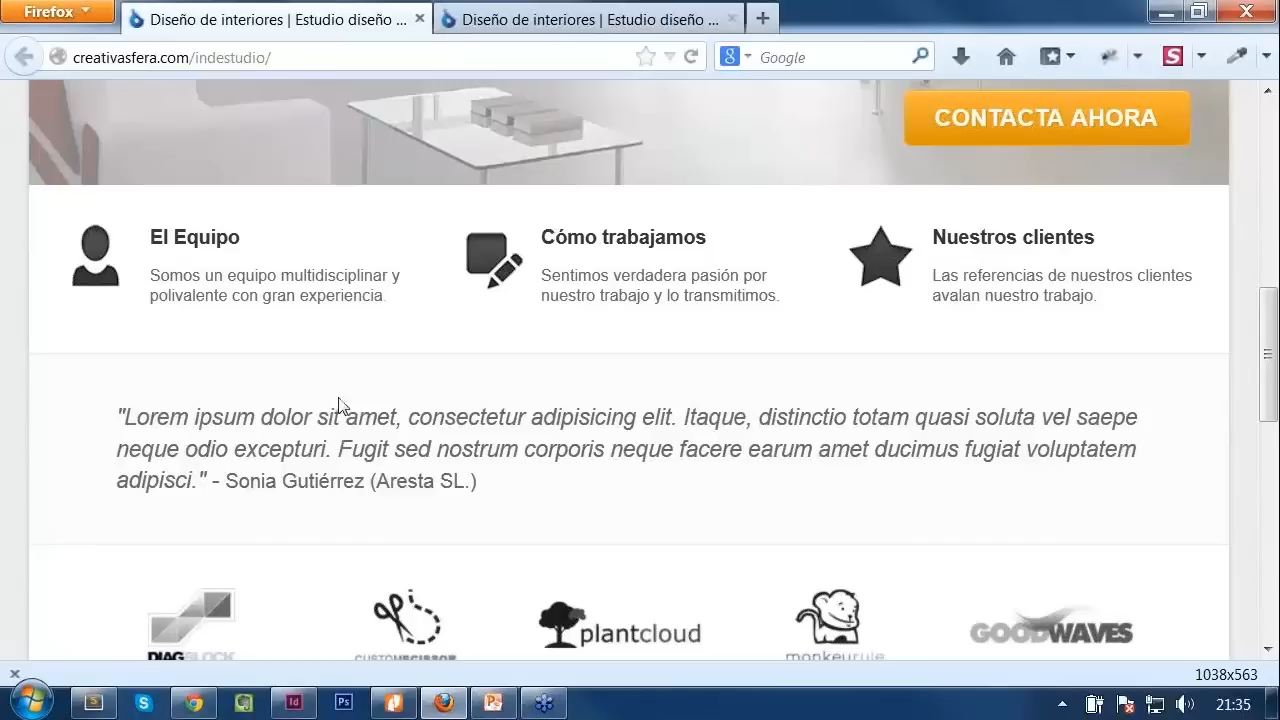 Firefox
Diseño de interiores | Estudio diseño ...
Diseño de interiores | Estudio diseño ...
creativasfera.com/indestudio/
Google
CONTACTA AHORA
El Equipo
Somos un equipo multidisciplinar y
polivalente con gran experiencia.
Cómo trabajamos
Sentimos verdadera pasión por
nuestro trabajo y lo transmitimos.
Nuestros clientes
Las referencias de nuestros clientes
avalan nuestro trabajo.
"Lorem ipsum dolor sit amet, consectetur adipisicing elit. Itaque, distinctio totam quasi soluta vel saepe
neque odio excepturi. Fugit sed nostrum corporis neque facere earum amet ducimus fugiat voluptatem
adipisci." - Sonia Gutiérrez (Aresta SL.)
DIAGBLOCK
plantcloud
monkeyrule
GOODWAVES
1038x563
21:35